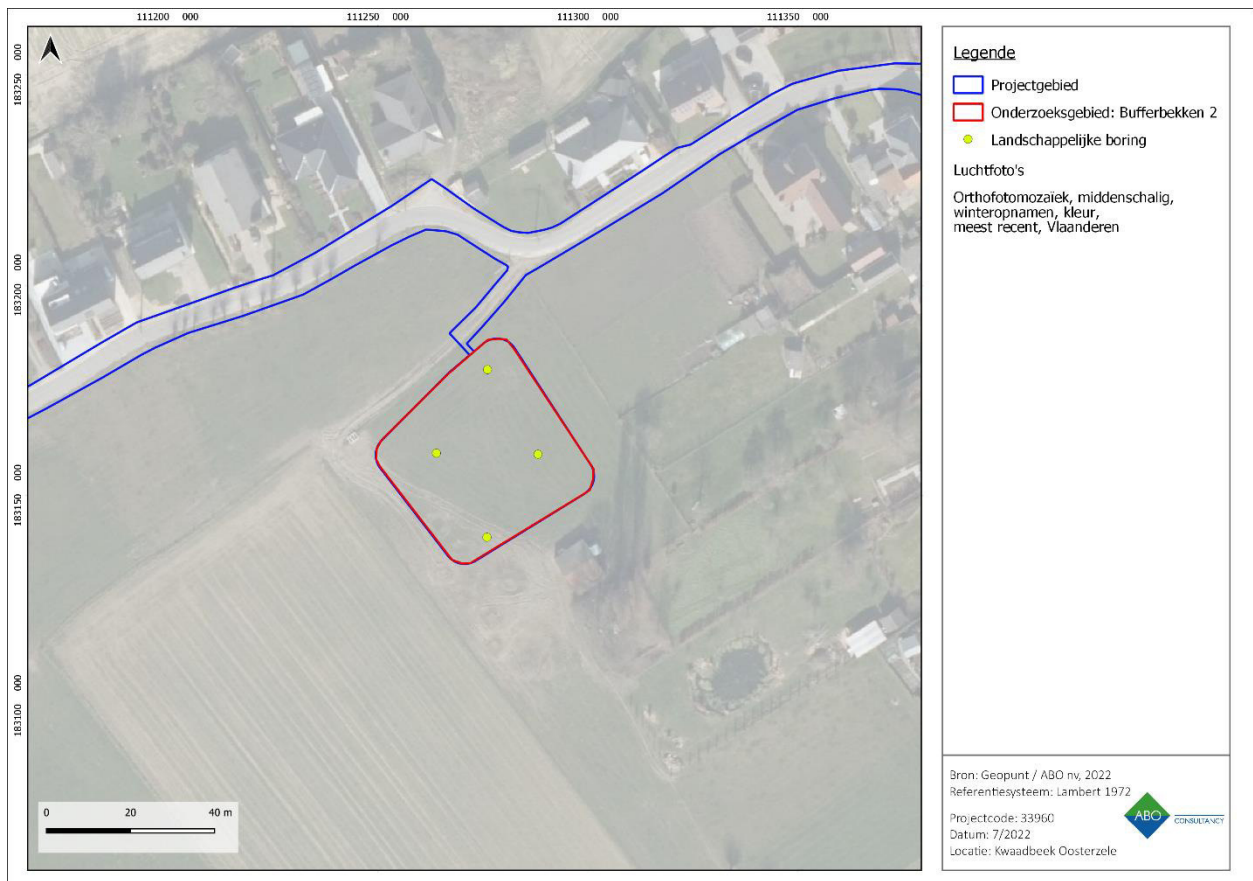 111200 000 111250 000 111300 000 111350 000
183250 000
183200 000
183150 000
183100 000
0 20 40 m
Legende
Projectgebied
Onderzoeksgebied: Bufferbekken 2
Landschappelijke boring
Luchtfoto's
Orthofotomozaïek, middenschalig,
winteropnamen, kleur,
meest recent, Vlaanderen
Bron: Geopunt / ABO nv, 2022
Referentiesysteem: Lambert 1972
Projectcode: 33960
Datum: 7/2022
Locatie: Kwaadbeek Oosterzele
ABO
CONSULTANCY